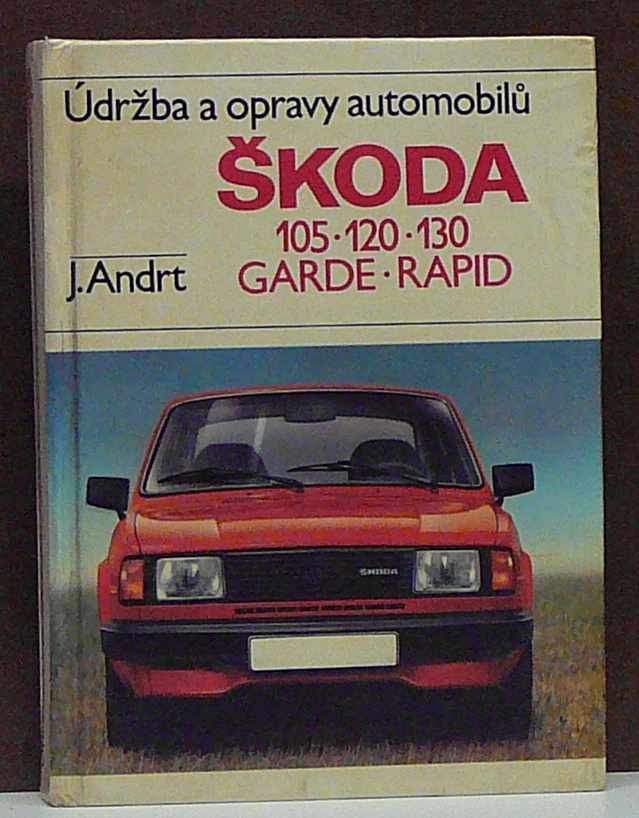 Údržba a opravy automobilů
ŠKODA
105·120·130
J. Andrt
GARDE·RAPID
ŠKODA